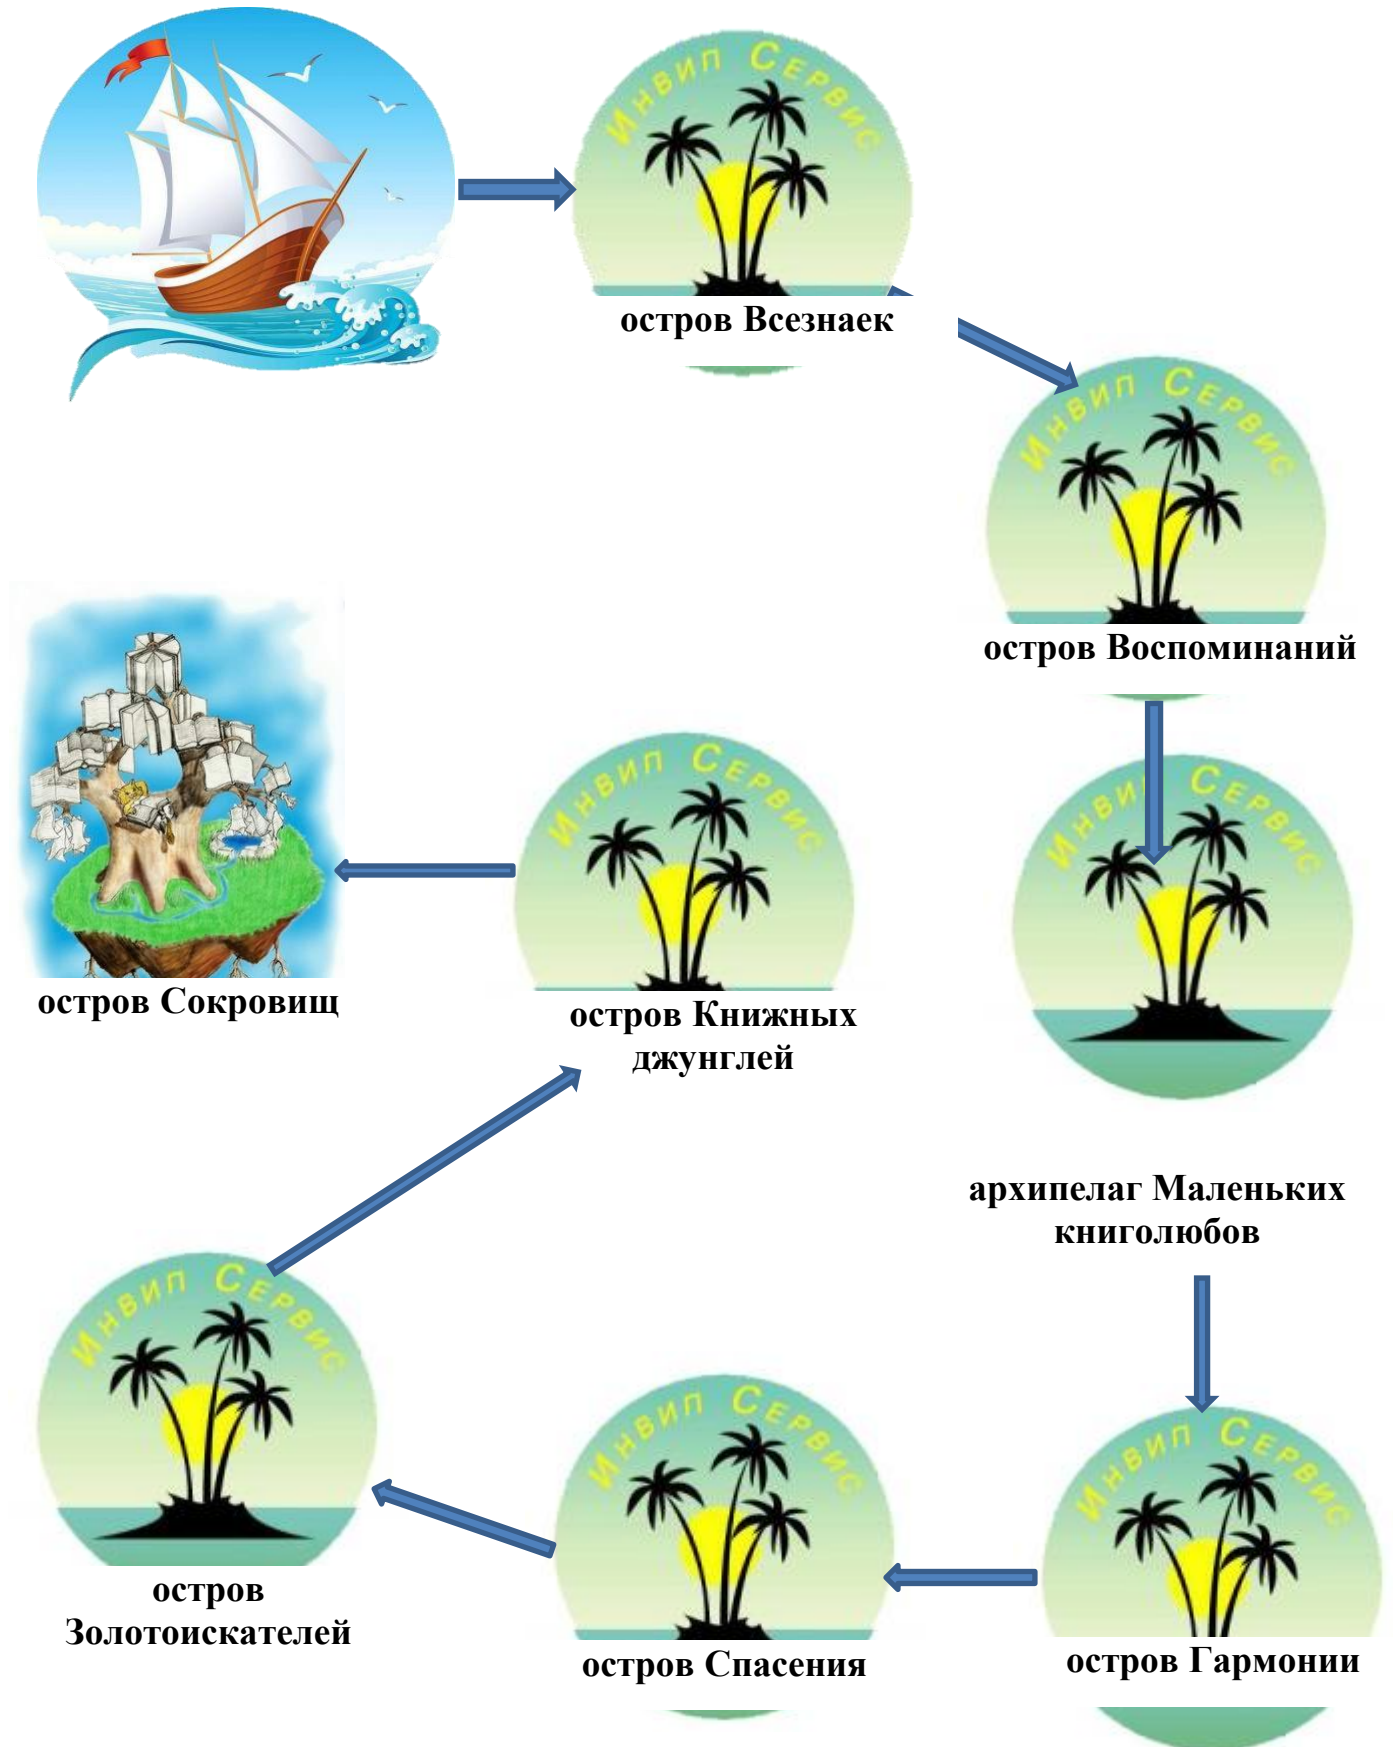 Инвип Сервис
остров Всезнаек
Инвип Сервис
остров Воспоминаний
Инвип Сервис
архипелаг Маленьких
книголюбов
Инвип Сервис
остров Гармонии
Инвип Сервис
остров Спасения
Инвип Сервис
остров
Золотоискателей
Инвип Сервис
остров Книжных
джунглей
остров Сокровищ